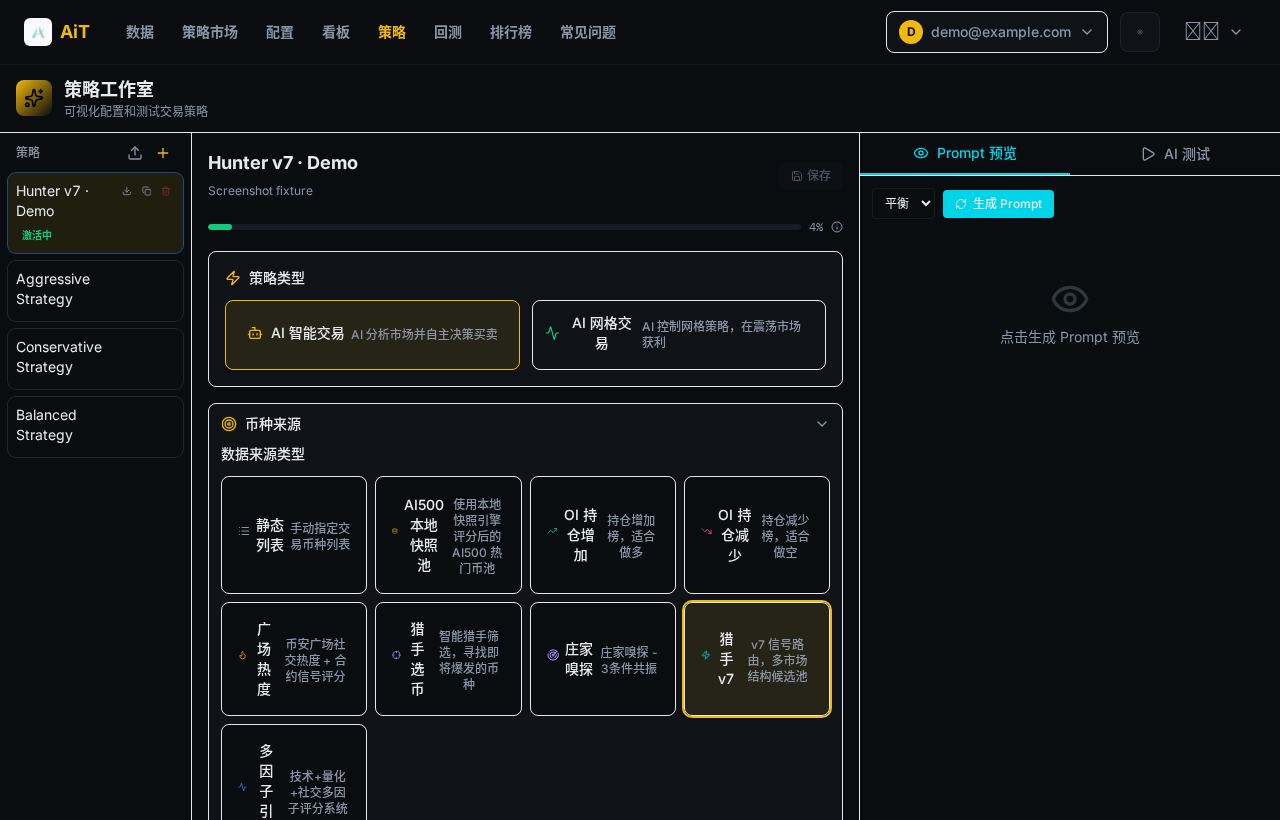 AiT
数据
策略市场
配置
看板
策略
回测
排行榜
常见问题
D
demo@example.com
策略工作室
可视化配置和测试交易策略
策略
Hunter v7 ·
Demo
激活中
Aggressive
Strategy
Conservative
Strategy
Balanced
Strategy
Hunter v7 · Demo
Screenshot fixture
保存
4%
策略类型
AI 智能交易
AI 分析市场并自主决策买卖
AI 网格交
易
AI 控制网格策略，在震荡市场
获利
币种来源
数据来源类型
静态
列表
手动指定交
易币种列表
AI500
本地
快照
池
使用本地
快照引擎
评分后的
AI500 热
门币池
OI 持
仓增
加
持仓增加
榜，适合
做多
OI 持
仓减
少
持仓减少
榜，适合
做空
广
场
热
度
币安广场社
交热度 + 合
约信号评分
猎
手
选
币
智能猎手筛
选，寻找即
将爆发的币
种
庄家
嗅探
庄家嗅探 -
3条件共振
猎
手
v7
v7 信号路
由，多市场
结构候选池
多
因
子
引
技术+量化
+社交多因
子评分系统
Prompt 预览
AI 测试
平衡
生成 Prompt
点击生成 Prompt 预览